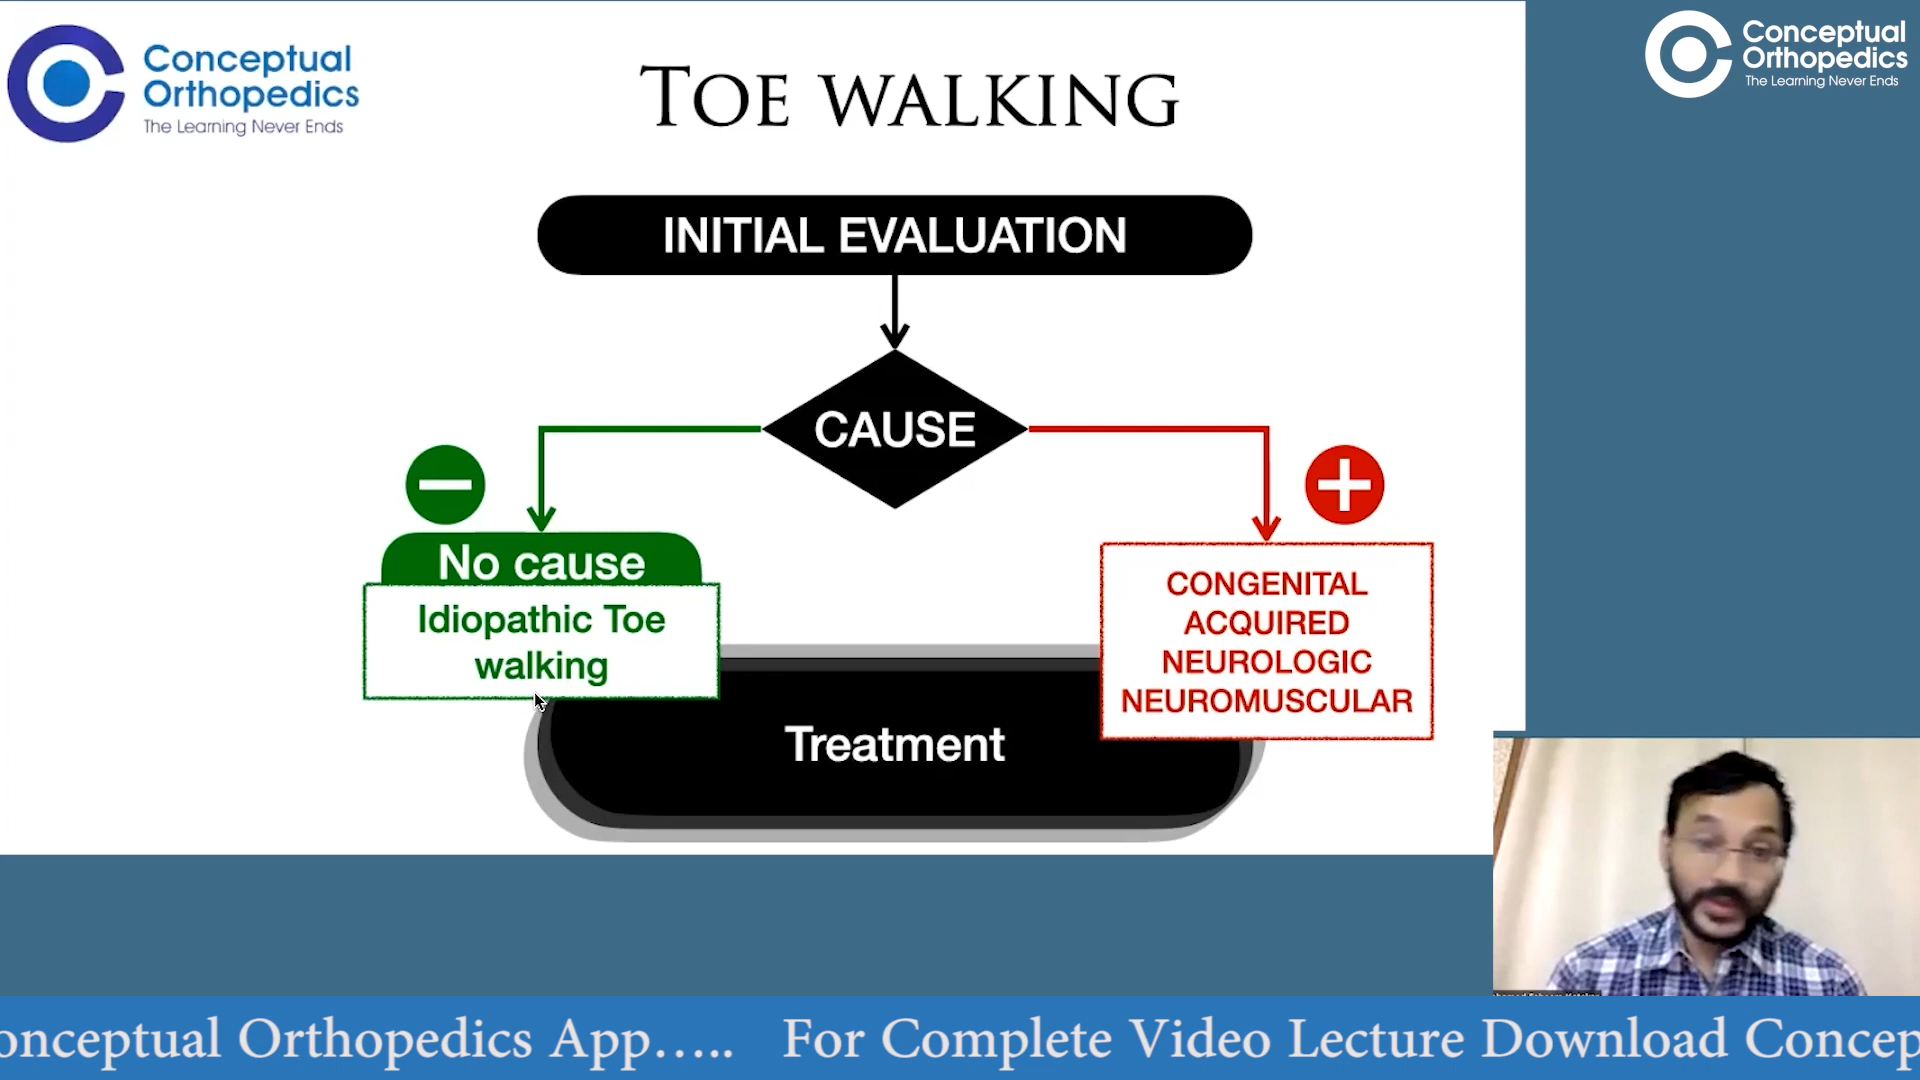 Conceptual
Orthopedics
The Learning Never Ends
TOE WALKING
Conceptual
Orthopedics
The Learning Never Ends
INITIAL EVALUATION
CAUSE
No cause
Idiopathic Toe
walking
CONGENITAL
ACQUIRED
NEUROLOGIC
NEUROMUSCULAR
Treatment
onceptual Orthopedics App..... For Complete Video Lecture Download Concep